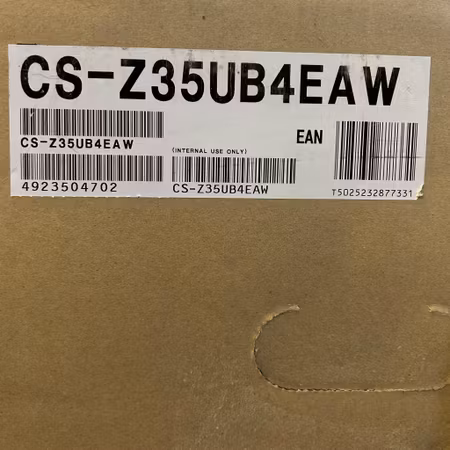 CS-Z35UB4EAW
CS-Z35UB4EAW
(INTERNAL USE ONLY)
EAN
4923504702
CS-Z35UB4EAW
T5025232877331